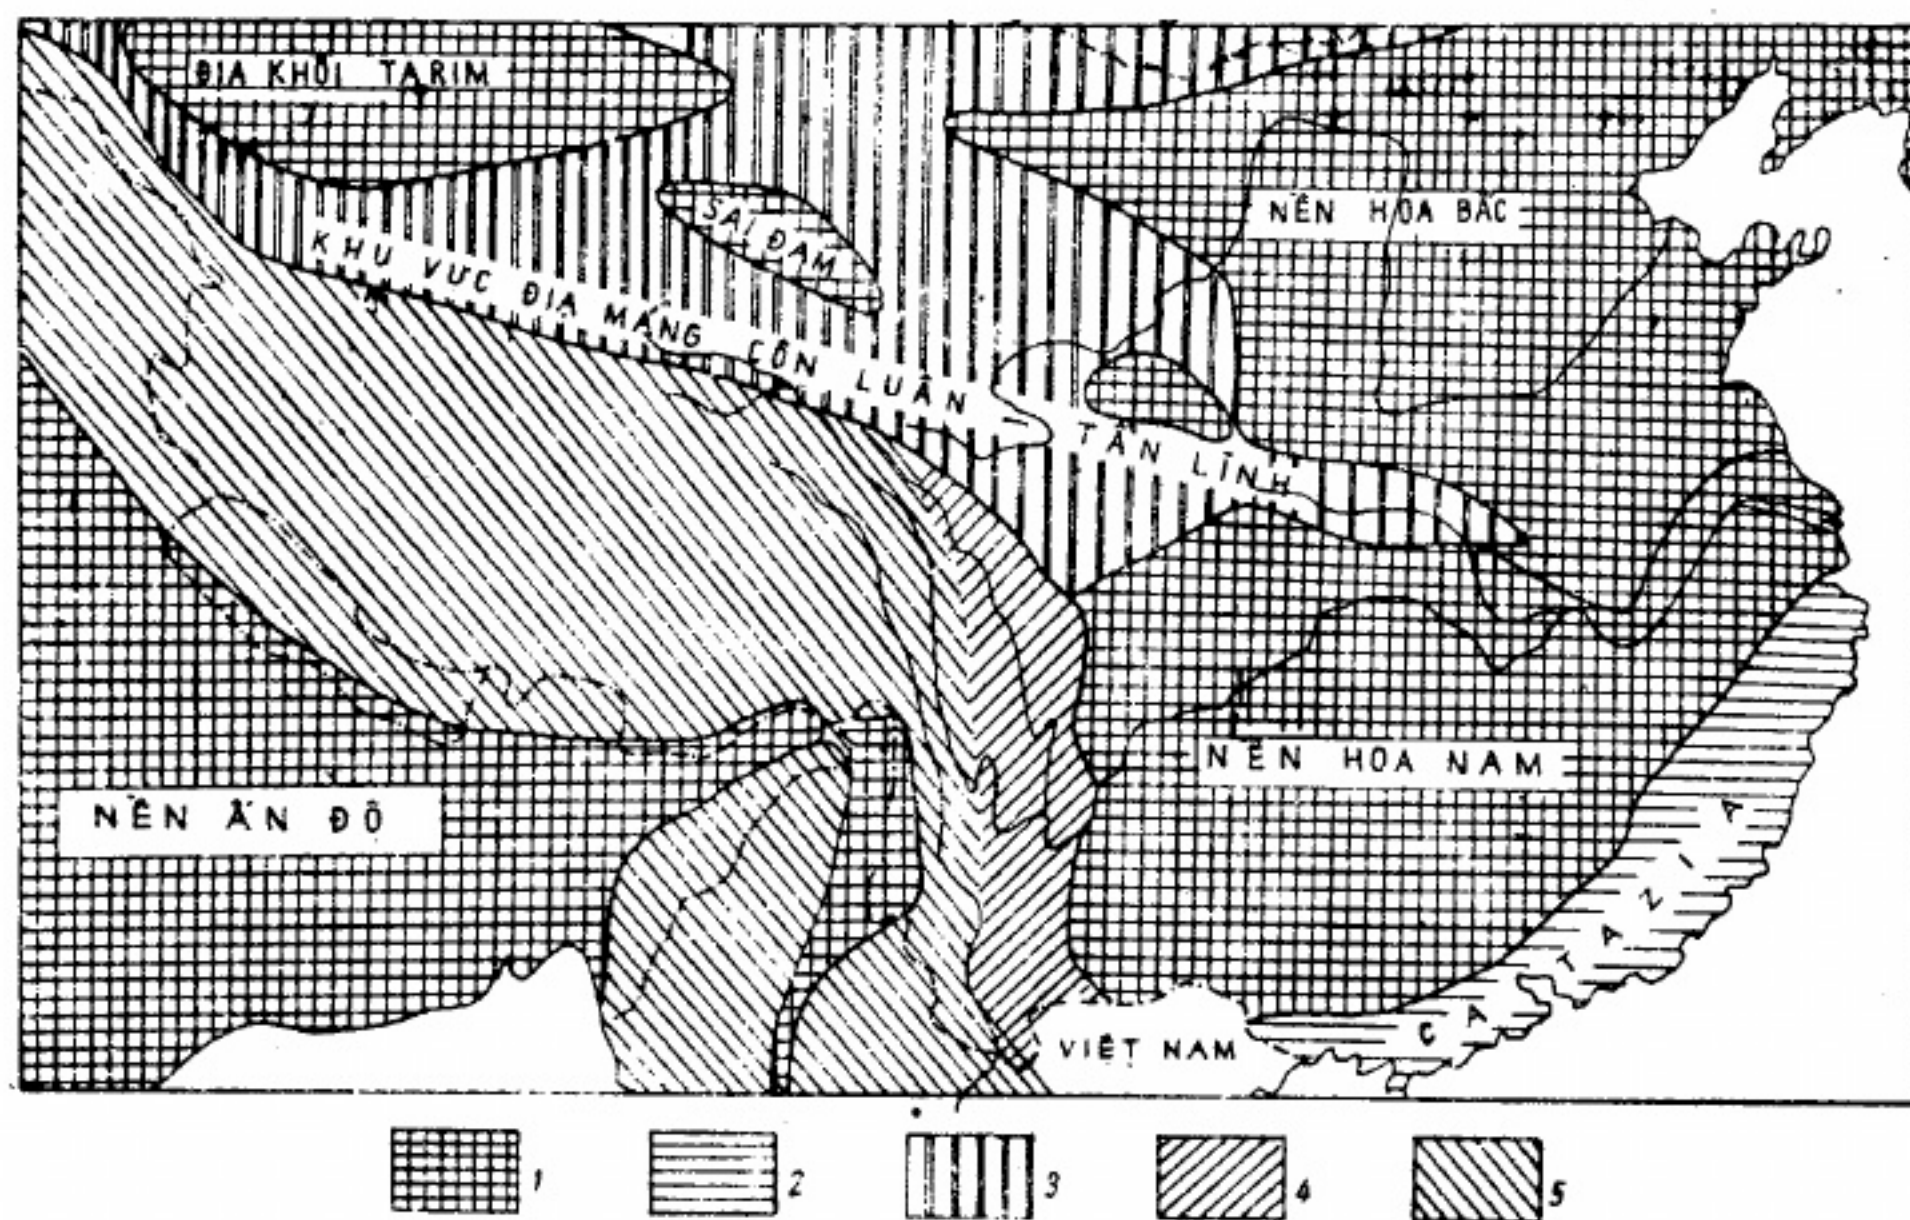 ĐỊA KHỐI TARIM
SAI ĐAM
NỀN HOA BẮC
KHU VỰC ĐỊA MÁNG CÔN LUÂN - TẦN LĨNH
NỀN HOA NAM
NỀN ẤN ĐỘ
CATAZIA
VIỆT NAM
1 2 3 4 5